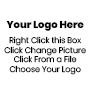 Your Logo Here
Right Click this Box
Click Change Picture
Click From a File
Choose Your Logo